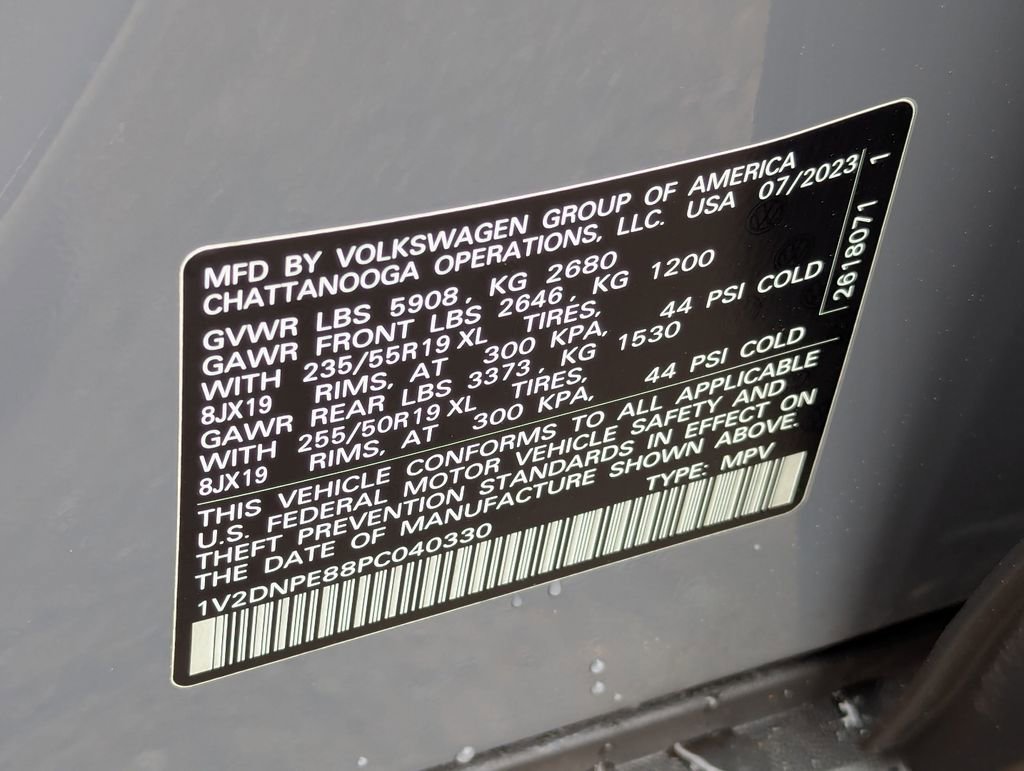 MFD BY VOLKSWAGEN GROUP OF AMERICA
CHATTANOOGA OPERATIONS, LLC. USA 07/2023
GVWR LBS 5908, KG 2680
GAWR FRONT LBS 2646, KG 1200
WITH 235/55R19 XL TIRES,
8JX19 RIMS, AT 300 KPA, 44 PSI COLD
GAWR REAR LBS 3373, KG 1530
WITH 255/50R19 XL TIRES,
8JX19 RIMS, AT 300 KPA, 44 PSI COLD
THIS VEHICLE CONFORMS TO ALL APPLICABLE
U.S. FEDERAL MOTOR VEHICLE SAFETY AND
THEFT PREVENTION STANDARDS IN EFFECT ON
THE DATE OF MANUFACTURE SHOWN ABOVE.
1V2DNPE88PC040330 TYPE: MPV
2618071 1